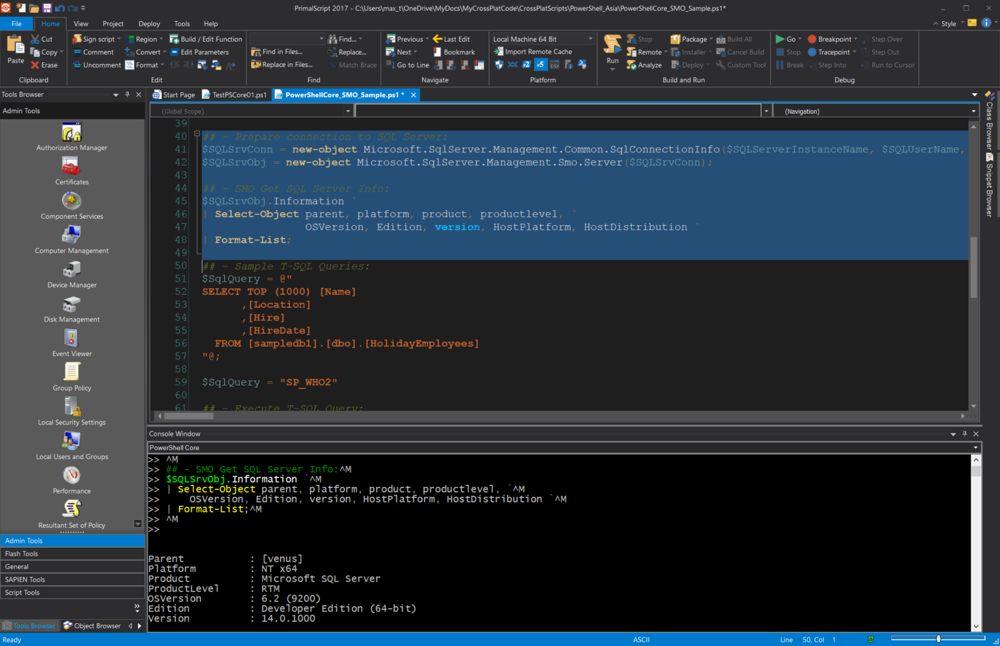 PrimalScript 2017 - C:\Users\max_t\OneDrive\MyDocs\MyCrossPlatCode\CrossPlatScripts\PowerShell_Asia\PowerShellCore_SMO_Sample.ps1*
File Home View Project Deploy Tools Help Style
Paste Cut Copy Erase
Clipboard
Sign script Region Build / Edit Function
Comment Convert Edit Parameters
Uncomment Format
Edit
Find...
Find in Files... Replace...
Replace in Files... Match Brace
Find
Previous Last Edit
Next Bookmark
Go to Line
Navigate
Local Machine 64 Bit
Import Remote Cache
Platform
Run
Stop Package Build All
Remote Installer Cancel Build
Analyze Deploy Custom Tool
Build and Run
Go Breakpoint Step Over
Stop Tracepoint Step Out
Break Step Into Run to Cursor
Debug
Tools Browser
Admin Tools
Authorization Manager
Certificates
Component Services
Computer Management
Device Manager
Disk Management
Event Viewer
Group Policy
Local Security Settings
Local Users and Groups
Performance
Resultant Set of Policy
Admin Tools
Flash Tools
General
SAPIEN Tools
Script Tools
Tools Browser Object Browser
Start Page TestPSCore01.ps1 PowerShellCore_SMO_Sample.ps1 *
(Global Scope) (Navigation)
39
40 ## - Prepare connection to SQL Server:
41 $SQLSrvConn = new-object Microsoft.SqlServer.Management.Common.SqlConnectionInfo($SQLServerInstanceName, $SQLUserName,
42 $SQLSrvObj = new-object Microsoft.SqlServer.Management.Smo.Server($SQLSrvConn);
43
44 ## - SMO Get SQL Server Info:
45 $SQLSrvObj.Information `
46 | Select-Object parent, platform, product, productlevel, `
47 OSVersion, Edition, version, HostPlatform, HostDistribution `
48 | Format-List;
49
50 ## - Sample T-SQL Queries:
51 $SqlQuery = @"
52 SELECT TOP (1000) [Name]
53 ,[Location]
54 ,[Hire]
55 ,[HireDate]
56 FROM [sampledb1].[dbo].[HolidayEmployees]
57 "@;
58
59 $SqlQuery = "SP_WHO2"
60
61 ## - Execute T-SQL Query:
Class Browser
Snippet Browser
Console Window
PowerShell Core
>> ^M
>> ## - SMO Get SQL Server Info:^M
>> $SQLSrvObj.Information `^M
>> | Select-Object parent, platform, product, productlevel, `^M
>> OSVersion, Edition, version, HostPlatform, HostDistribution `^M
>> | Format-List;^M
>> ^M
>>
Parent : [venus]
Platform : NT x64
Product : Microsoft SQL Server
ProductLevel : RTM
OSVersion : 6.2 (9200)
Edition : Developer Edition (64-bit)
Version : 14.0.1000
Ready ASCII Line 50, Col 1